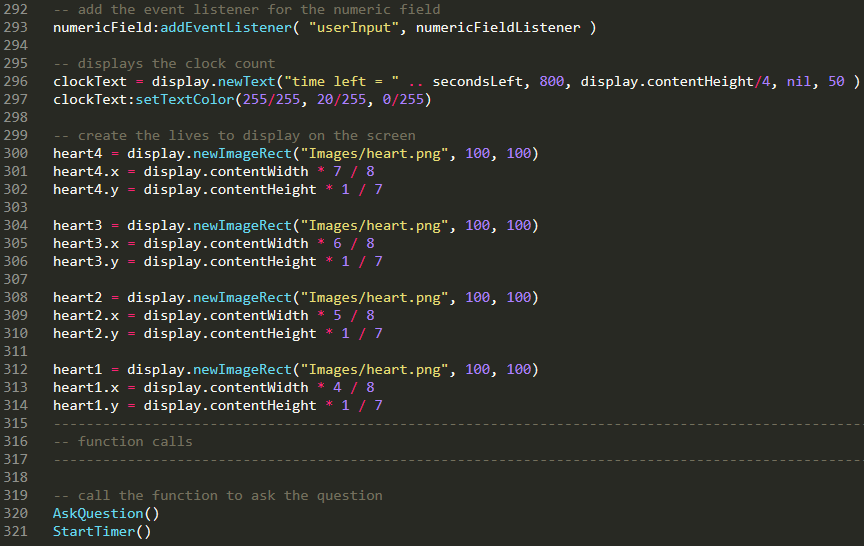 292 -- add the event listener for the numeric field
293 numericField:addEventListener( "userInput", numericFieldListener )
294
295 -- displays the clock count
296 clockText = display.newText("time left = " .. secondsLeft, 800, display.contentHeight/4, nil, 50 )
297 clockText:setTextColor(255/255, 20/255, 0/255)
298
299 -- create the lives to display on the screen
300 heart4 = display.newImageRect("Images/heart.png", 100, 100)
301 heart4.x = display.contentWidth * 7 / 8
302 heart4.y = display.contentHeight * 1 / 7
303
304 heart3 = display.newImageRect("Images/heart.png", 100, 100)
305 heart3.x = display.contentWidth * 6 / 8
306 heart3.y = display.contentHeight * 1 / 7
307
308 heart2 = display.newImageRect("Images/heart.png", 100, 100)
309 heart2.x = display.contentWidth * 5 / 8
310 heart2.y = display.contentHeight * 1 / 7
311
312 heart1 = display.newImageRect("Images/heart.png", 100, 100)
313 heart1.x = display.contentWidth * 4 / 8
314 heart1.y = display.contentHeight * 1 / 7
315 --------------------------------------------------------------------------------------------------
316 -- function calls
317 --------------------------------------------------------------------------------------------------
318
319 -- call the function to ask the question
320 AskQuestion()
321 StartTimer()